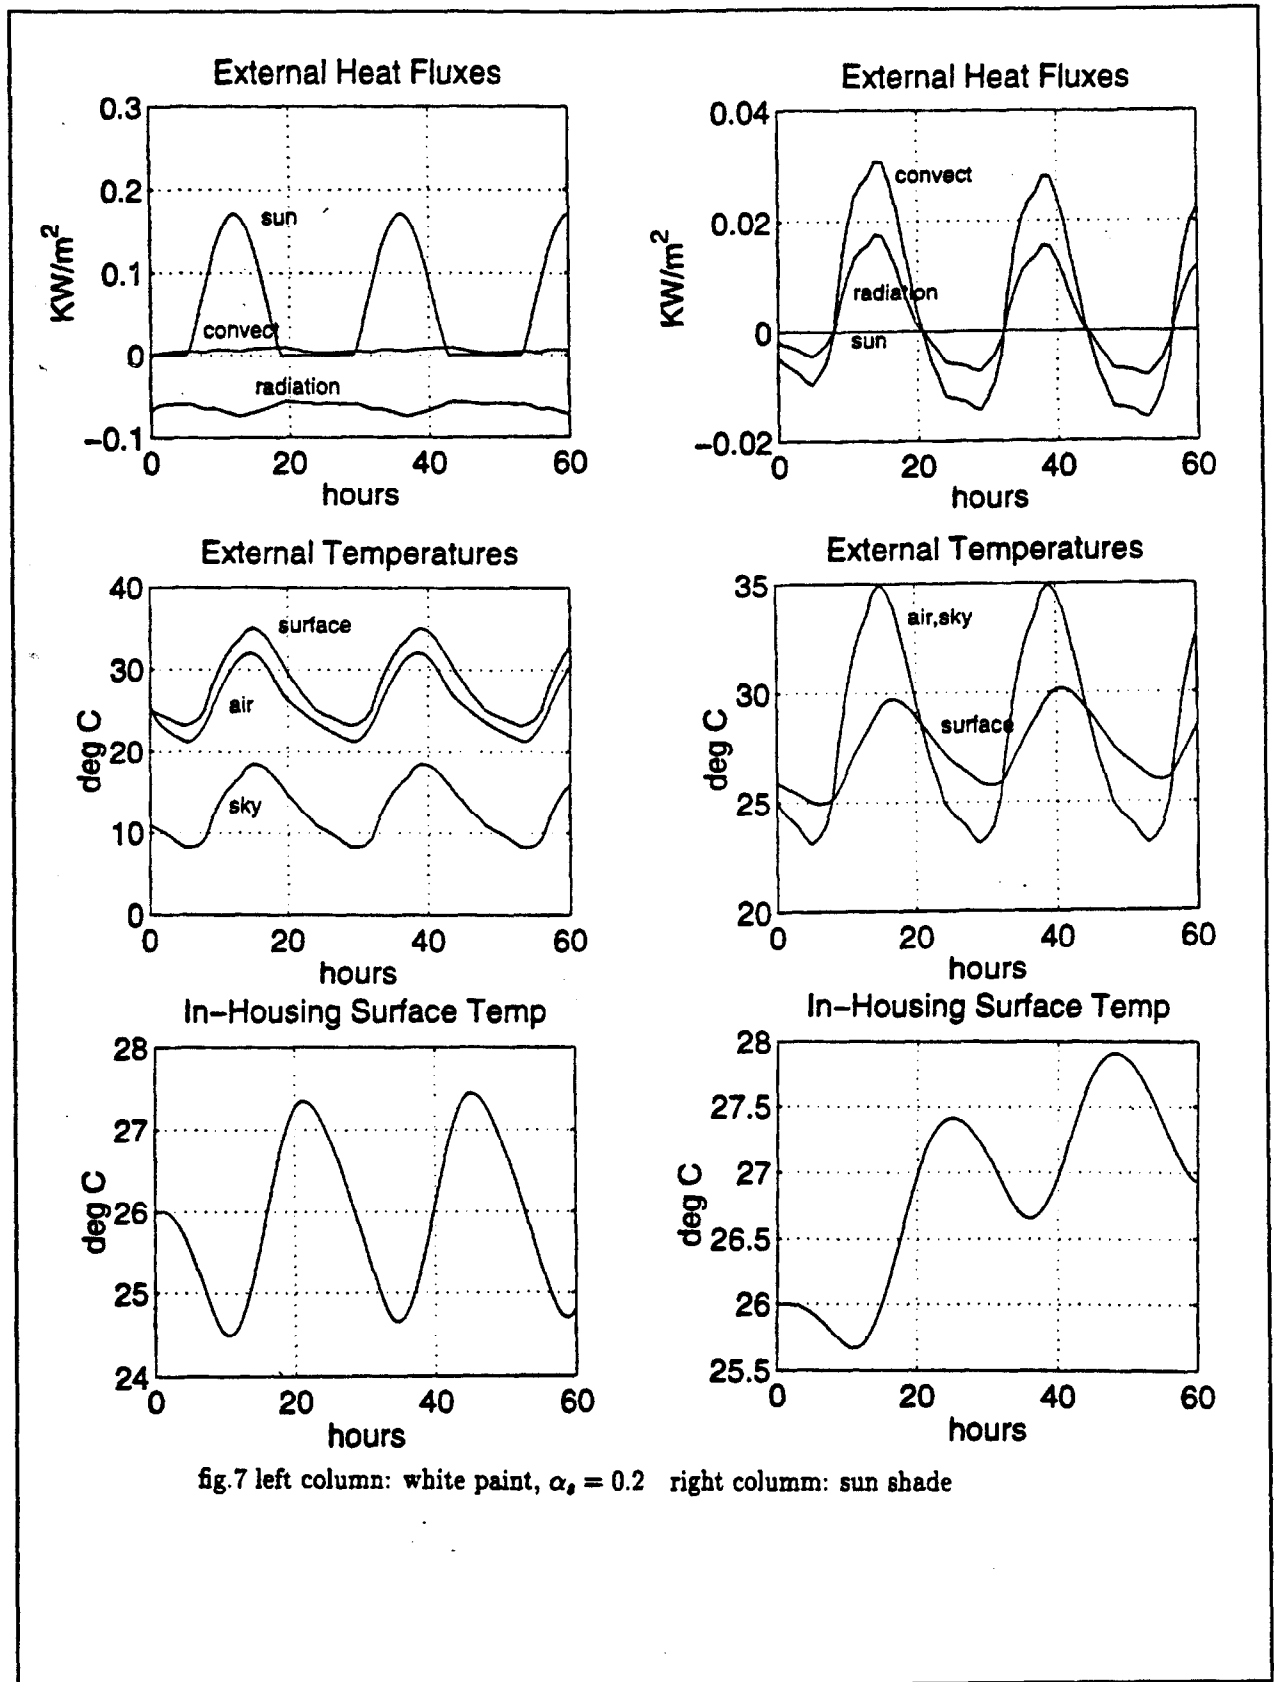 External Heat Fluxes
0.3
0.2
0.1
0
−0.1
KW/m²
sun
convect
radiation
0 20 40 60
hours
External Heat Fluxes
0.04
0.02
0
−0.02
KW/m²
convect
radiation
sun
0 20 40 60
hours
External Temperatures
40
30
20
10
0
deg C
surface
air
sky
0 20 40 60
hours
External Temperatures
35
30
25
20
deg C
air,sky
surface
0 20 40 60
hours
In−Housing Surface Temp
28
27
26
25
24
deg C
0 20 40 60
hours
In−Housing Surface Temp
28
27.5
27
26.5
26
25.5
deg C
0 20 40 60
hours
fig.7 left column: white paint, αₛ = 0.2 right columm: sun shade